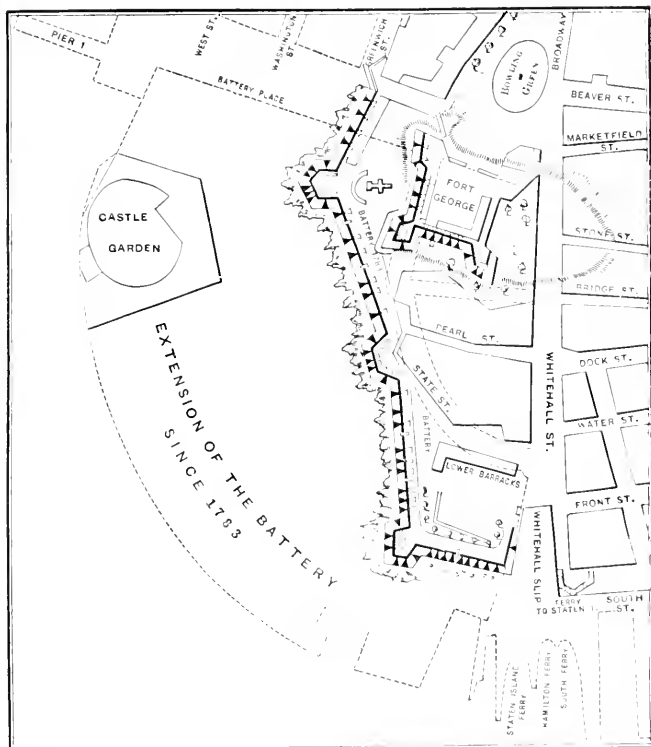 PIER 1
WEST ST.
WASHINGTON
ST.
GREENWICH
ST.
BATTERY PLACE
BOWLING
GREEN
BROADWAY
BEAVER ST.
MARKETFIELD
ST.
CASTLE
GARDEN
FORT
GEORGE
STONE ST.
BATTERY
BRIDGE ST.
PEARL ST.
DOCK ST.
STATE ST.
WHITEHALL ST.
WATER ST.
BATTERY
LOWER BARRACKS
EXTENSION OF THE BATTERY
SINCE 1783
FRONT ST.
WHITEHALL SLIP
FERRY
TO STATEN I.
SOUTH
ST.
STATEN ISLAND
FERRY
HAMILTON FERRY
SOUTH FERRY